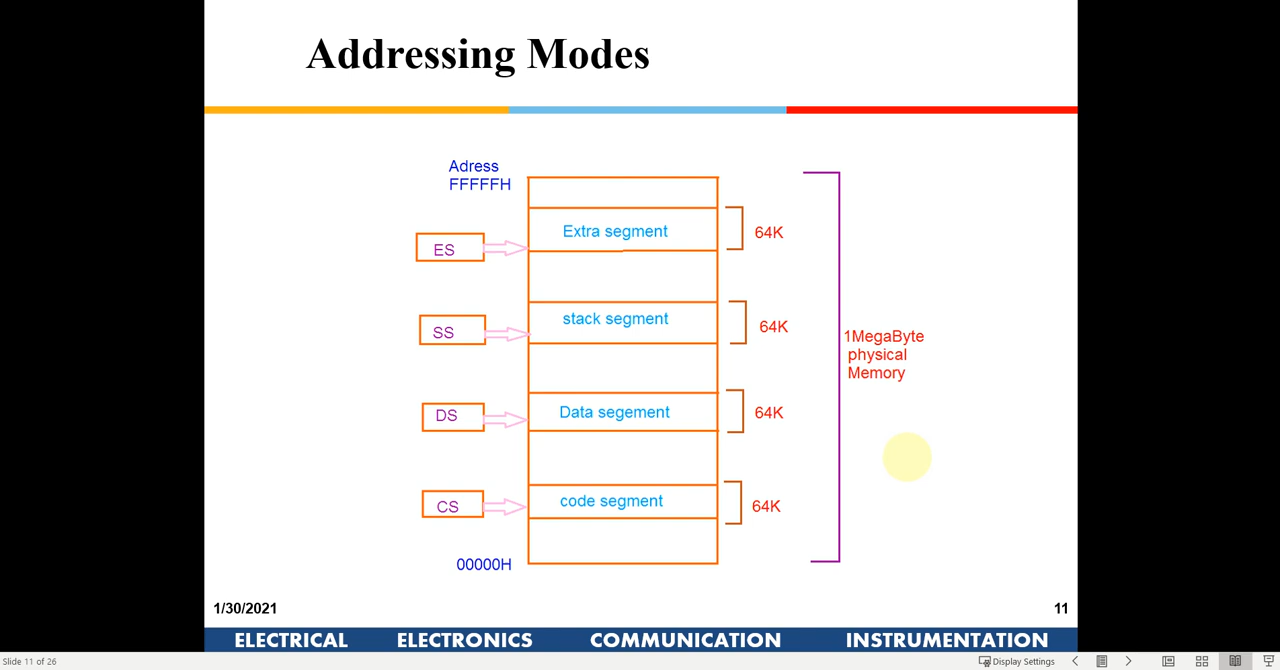 Addressing Modes
Adress
FFFFFH
Extra segment
64K
ES
stack segment
64K
SS
1MegaByte
physical
Memory
Data segement
64K
DS
code segment
64K
CS
00000H
1/30/2021
11
ELECTRICAL ELECTRONICS COMMUNICATION INSTRUMENTATION
Slide 11 of 26
Display Settings